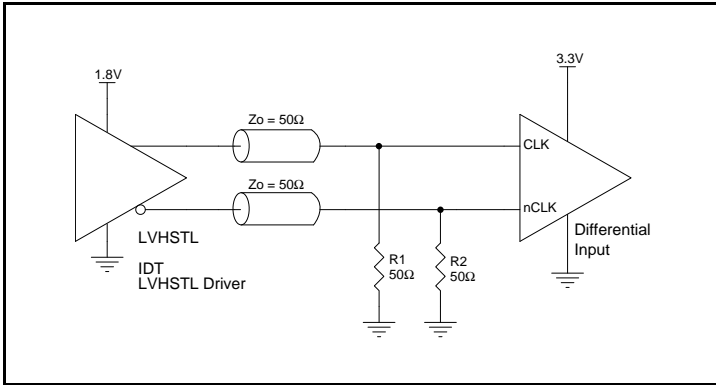 1.8V
3.3V
Zo = 50Ω
CLK
Zo = 50Ω
nCLK
LVHSTL
IDT
LVHSTL Driver
R1
50Ω
R2
50Ω
Differential
Input